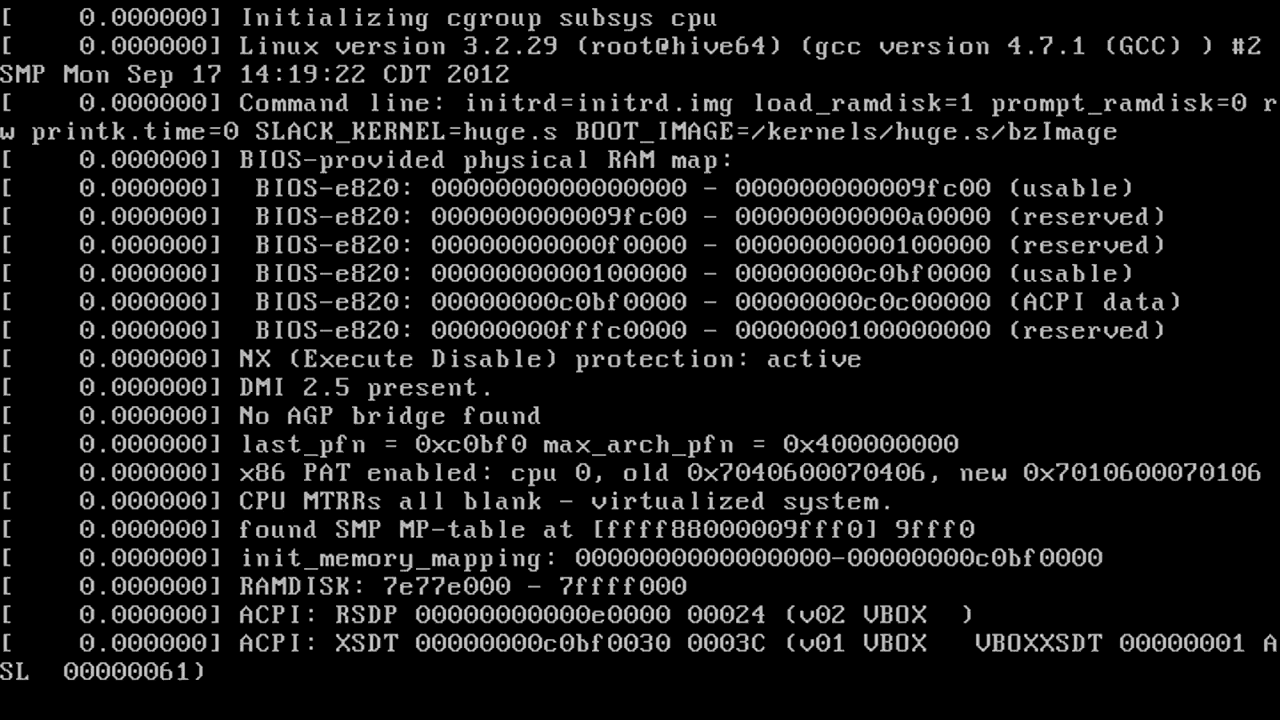 [    0.000000] Initializing cgroup subsys cpu
[    0.000000] Linux version 3.2.29 (root@hive64) (gcc version 4.7.1 (GCC) ) #2
SMP Mon Sep 17 14:19:22 CDT 2012
[    0.000000] Command line: initrd=initrd.img load_ramdisk=1 prompt_ramdisk=0 r
w printk.time=0 SLACK_KERNEL=huge.s BOOT_IMAGE=/kernels/huge.s/bzImage
[    0.000000] BIOS-provided physical RAM map:
[    0.000000]  BIOS-e820: 0000000000000000 - 000000000009fc00 (usable)
[    0.000000]  BIOS-e820: 000000000009fc00 - 00000000000a0000 (reserved)
[    0.000000]  BIOS-e820: 00000000000f0000 - 0000000000100000 (reserved)
[    0.000000]  BIOS-e820: 0000000000100000 - 00000000c0bf0000 (usable)
[    0.000000]  BIOS-e820: 00000000c0bf0000 - 00000000c0c00000 (ACPI data)
[    0.000000]  BIOS-e820: 00000000fffc0000 - 0000000100000000 (reserved)
[    0.000000] NX (Execute Disable) protection: active
[    0.000000] DMI 2.5 present.
[    0.000000] No AGP bridge found
[    0.000000] last_pfn = 0xc0bf0 max_arch_pfn = 0x400000000
[    0.000000] x86 PAT enabled: cpu 0, old 0x7040600070406, new 0x7010600070106
[    0.000000] CPU MTRRs all blank - virtualized system.
[    0.000000] found SMP MP-table at [ffff88000009fff0] 9fff0
[    0.000000] init_memory_mapping: 0000000000000000-00000000c0bf0000
[    0.000000] RAMDISK: 7e77e000 - 7ffff000
[    0.000000] ACPI: RSDP 00000000000e0000 00024 (v02 VBOX  )
[    0.000000] ACPI: XSDT 00000000c0bf0030 0003C (v01 VBOX   VBOXXSDT 00000001 A
SL  00000061)